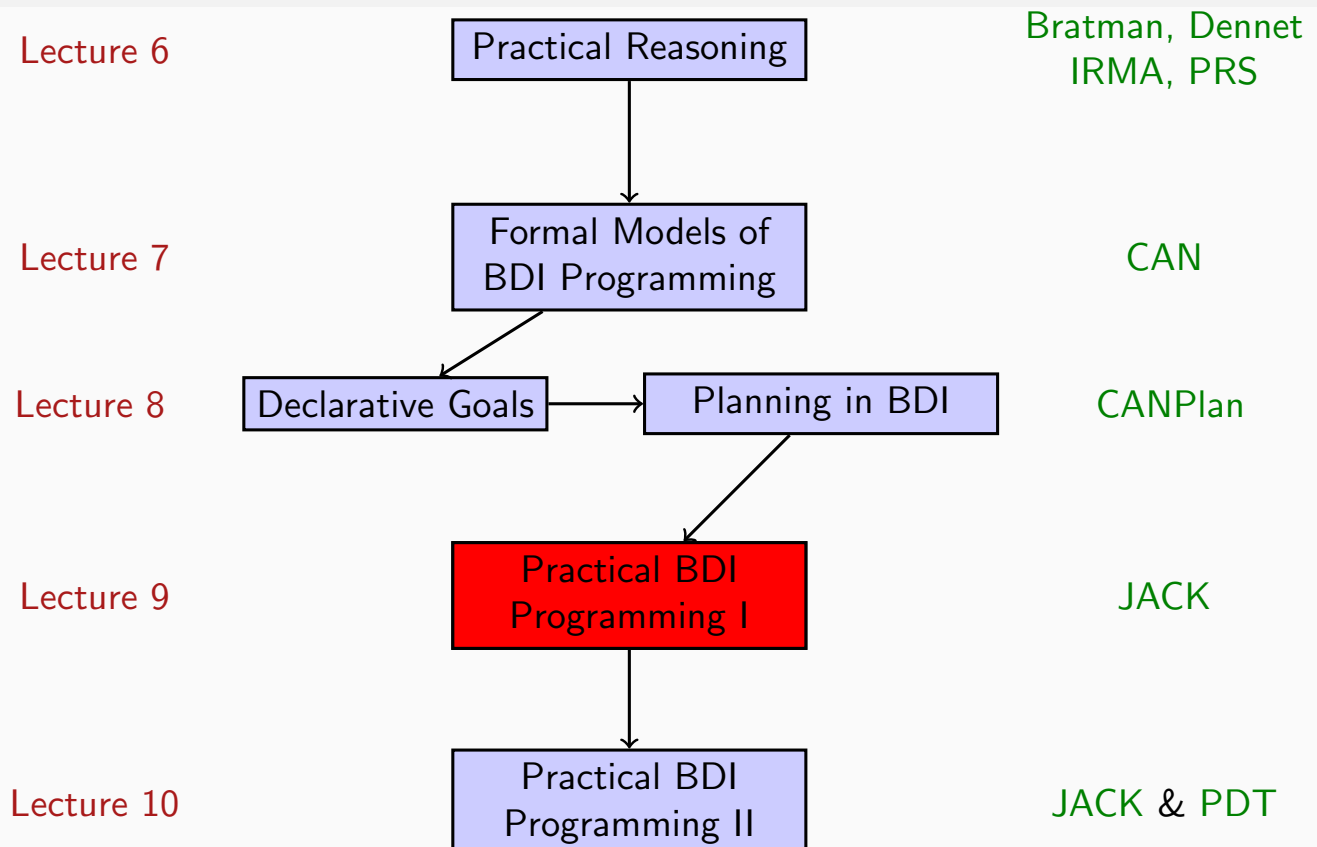 Lecture 6
Practical Reasoning
Bratman, Dennet
IRMA, PRS
Lecture 7
Formal Models of
BDI Programming
CAN
Lecture 8
Declarative Goals
Planning in BDI
CANPlan
Lecture 9
Practical BDI
Programming I
JACK
Lecture 10
Practical BDI
Programming II
JACK & PDT